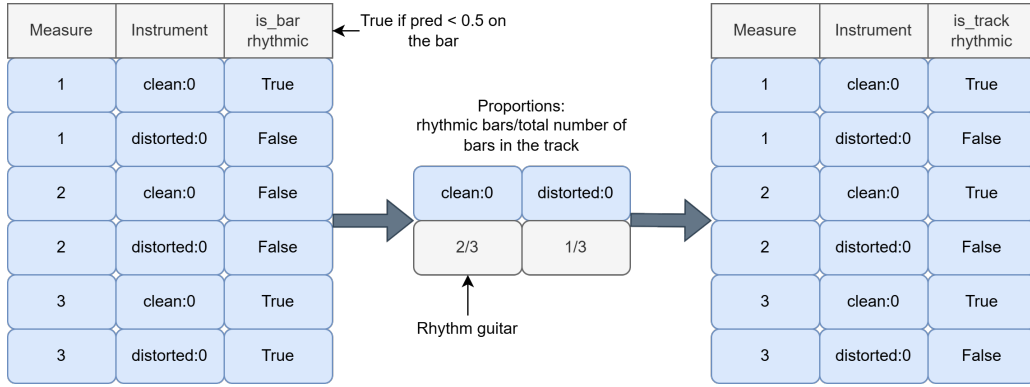 Measure Instrument is_bar
rhythmic
True if pred < 0.5 on
the bar
1 clean:0 True
1 distorted:0 False
2 clean:0 False
2 distorted:0 False
3 clean:0 True
3 distorted:0 True
Proportions:
rhythmic bars/total number of
bars in the track
clean:0 distorted:0
2/3 1/3
Rhythm guitar
Measure Instrument is_track
rhythmic
1 clean:0 True
1 distorted:0 False
2 clean:0 True
2 distorted:0 False
3 clean:0 True
3 distorted:0 False